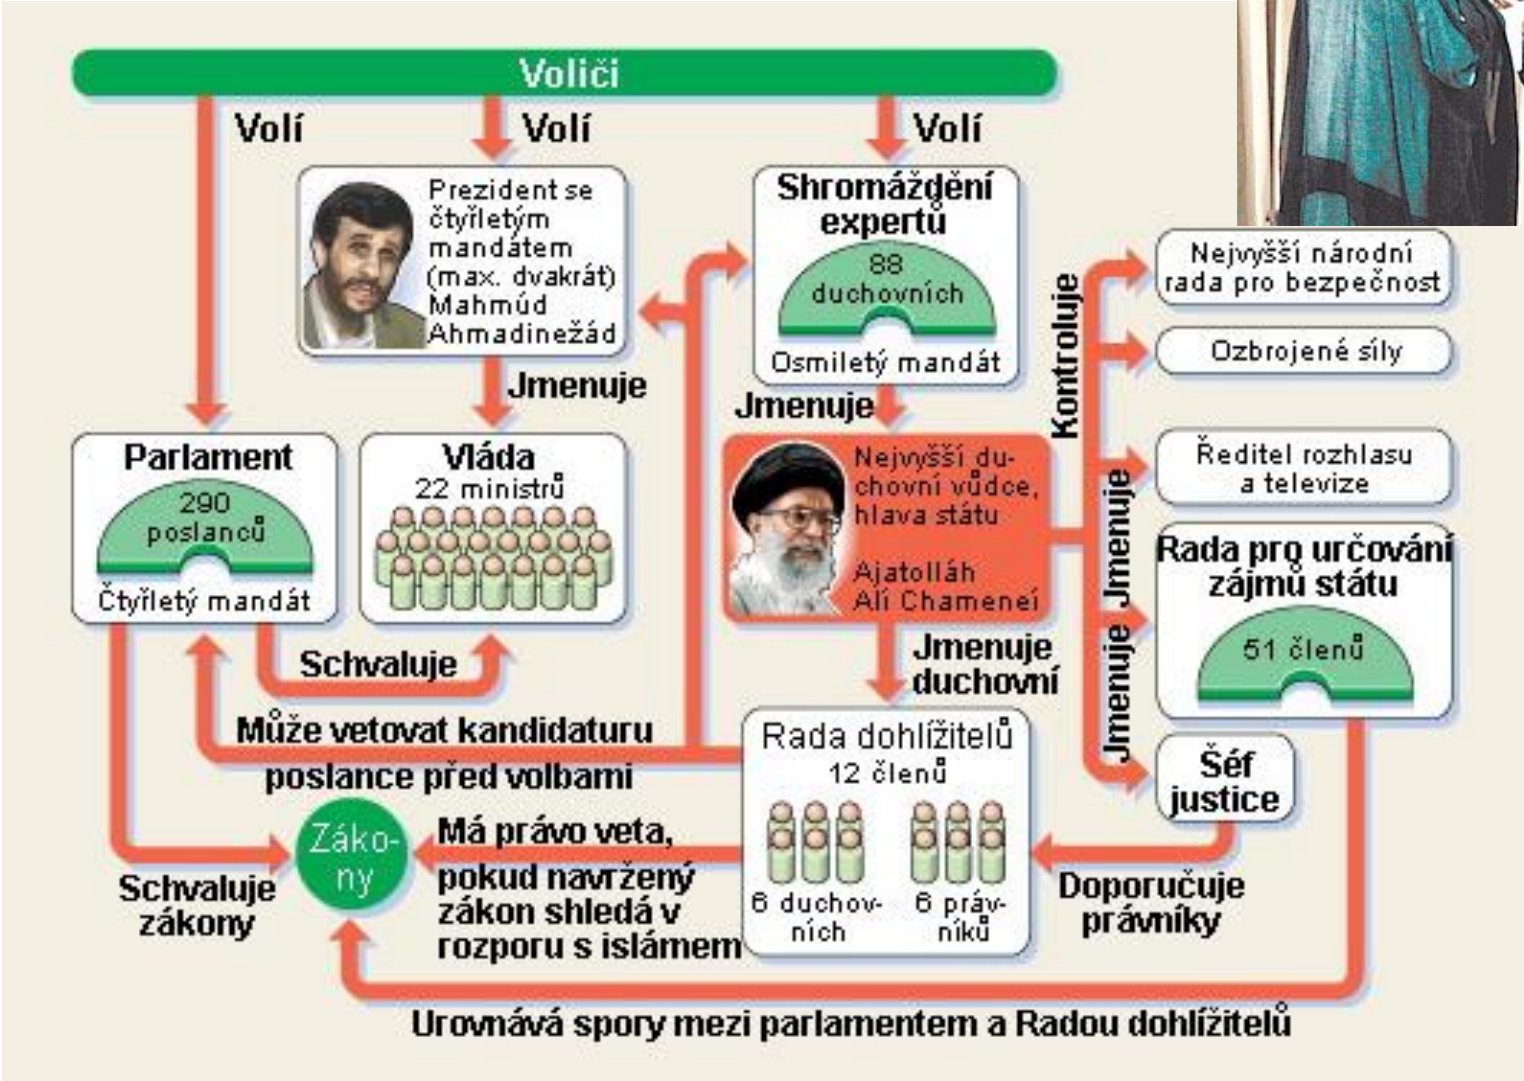 Voliči
Volí
Volí
Volí
Prezident se
čtyřletým
mandátem
(max. dvakrát)
Mahmúd
Ahmadinežád
Shromáždění
expertů
88
duchovních
Osmiletý mandát
Nejvyšší národní
rada pro bezpečnost
Kontroluje
Ozbrojené síly
Jmenuje
Jmenuje
Parlament
290
poslanců
Čtyřletý mandát
Vláda
22 ministrů
Nejvyšší du-
chovní vůdce,
hlava státu
Ajatolláh
Alí Chameneí
Jmenuje
Ředitel rozhlasu
a televize
Rada pro určování
zájmů státu
51 členů
Schvaluje
Jmenuje
duchovní
Jmenuje
Může vetovat kandidaturu
poslance před volbami
Rada dohlížitelů
12 členů
6 duchov-
ních
6 práv-
níků
Šéf
justice
Záko-
ny
Má právo veta,
pokud navržený
zákon shledá v
rozporu s islámem
Schvaluje
zákony
Doporučuje
právníky
Urovnává spory mezi parlamentem a Radou dohlížitelů